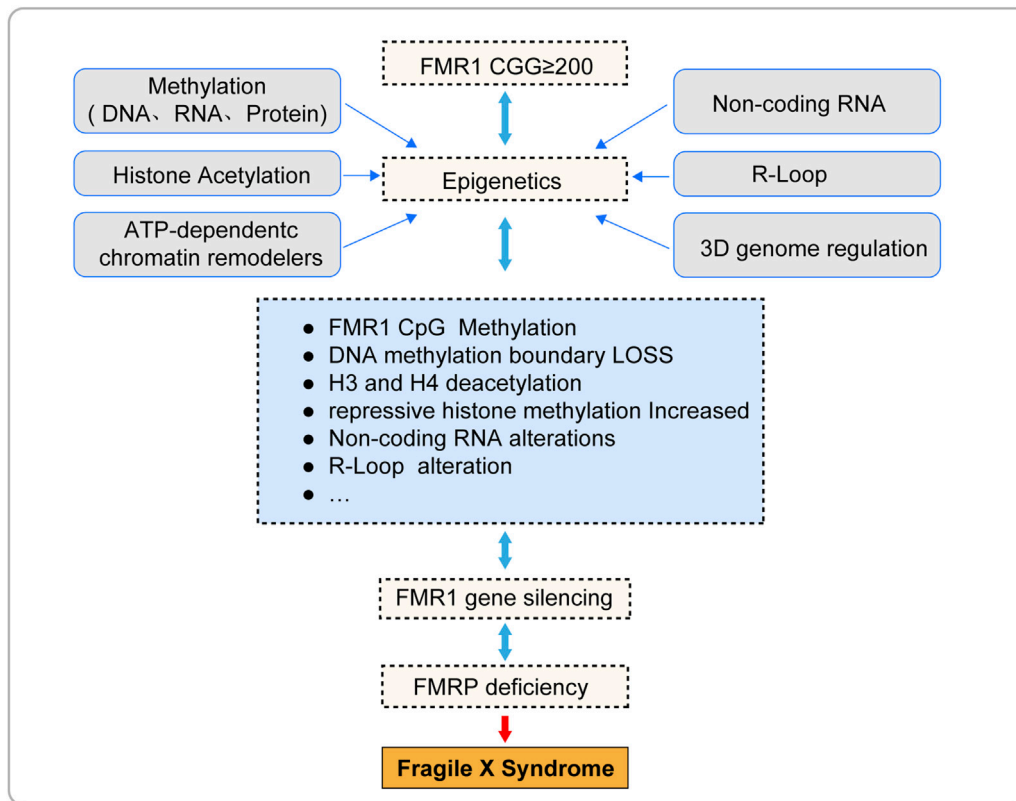 FMR1 CGG≥200
Methylation
( DNA、RNA、Protein)
Non-coding RNA
Histone Acetylation
Epigenetics
R-Loop
ATP-dependentc
chromatin remodelers
3D genome regulation
● FMR1 CpG Methylation
● DNA methylation boundary LOSS
● H3 and H4 deacetylation
● repressive histone methylation Increased
● Non-coding RNA alterations
● R-Loop alteration
● …
FMR1 gene silencing
FMRP deficiency
Fragile X Syndrome